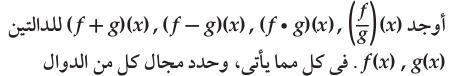 أوجد (f + g)(x) , (f − g)(x) , (f • g)(x) , (f/g)(x) للدالتين
f(x) , g(x) . في كل مما يأتي، وحدد مجال كل من الدوال